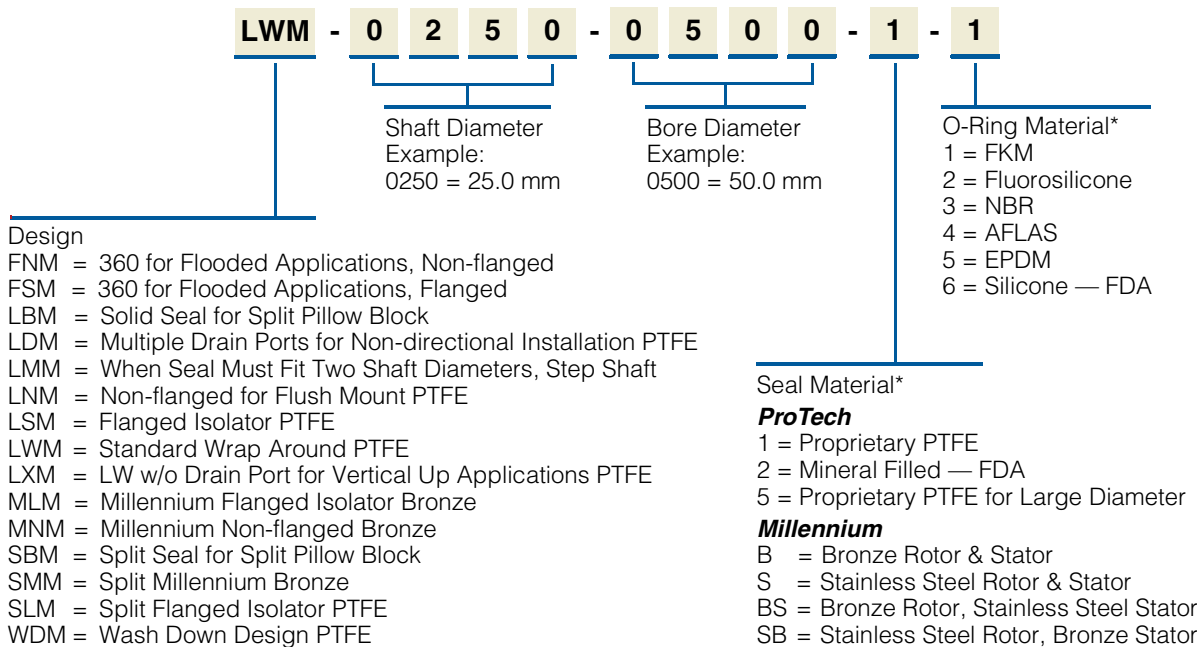 LWM - 0 2 5 0 - 0 5 0 0 - 1 - 1
Shaft Diameter
Example:
0250 = 25.0 mm
Bore Diameter
Example:
0500 = 50.0 mm
O-Ring Material*
1 = FKM
2 = Fluorosilicone
3 = NBR
4 = AFLAS
5 = EPDM
6 = Silicone — FDA
Design
FNM = 360 for Flooded Applications, Non-flanged
FSM = 360 for Flooded Applications, Flanged
LBM = Solid Seal for Split Pillow Block
LDM = Multiple Drain Ports for Non-directional Installation PTFE
LMM = When Seal Must Fit Two Shaft Diameters, Step Shaft
LNM = Non-flanged for Flush Mount PTFE
LSM = Flanged Isolator PTFE
LWM = Standard Wrap Around PTFE
LXM = LW w/o Drain Port for Vertical Up Applications PTFE
MLM = Millennium Flanged Isolator Bronze
MNM = Millennium Non-flanged Bronze
SBM = Split Seal for Split Pillow Block
SMM = Split Millennium Bronze
SLM = Split Flanged Isolator PTFE
WDM = Wash Down Design PTFE
Seal Material*
ProTech
1 = Proprietary PTFE
2 = Mineral Filled — FDA
5 = Proprietary PTFE for Large Diameter
Millennium
B = Bronze Rotor & Stator
S = Stainless Steel Rotor & Stator
BS = Bronze Rotor, Stainless Steel Stator
SB = Stainless Steel Rotor, Bronze Stator